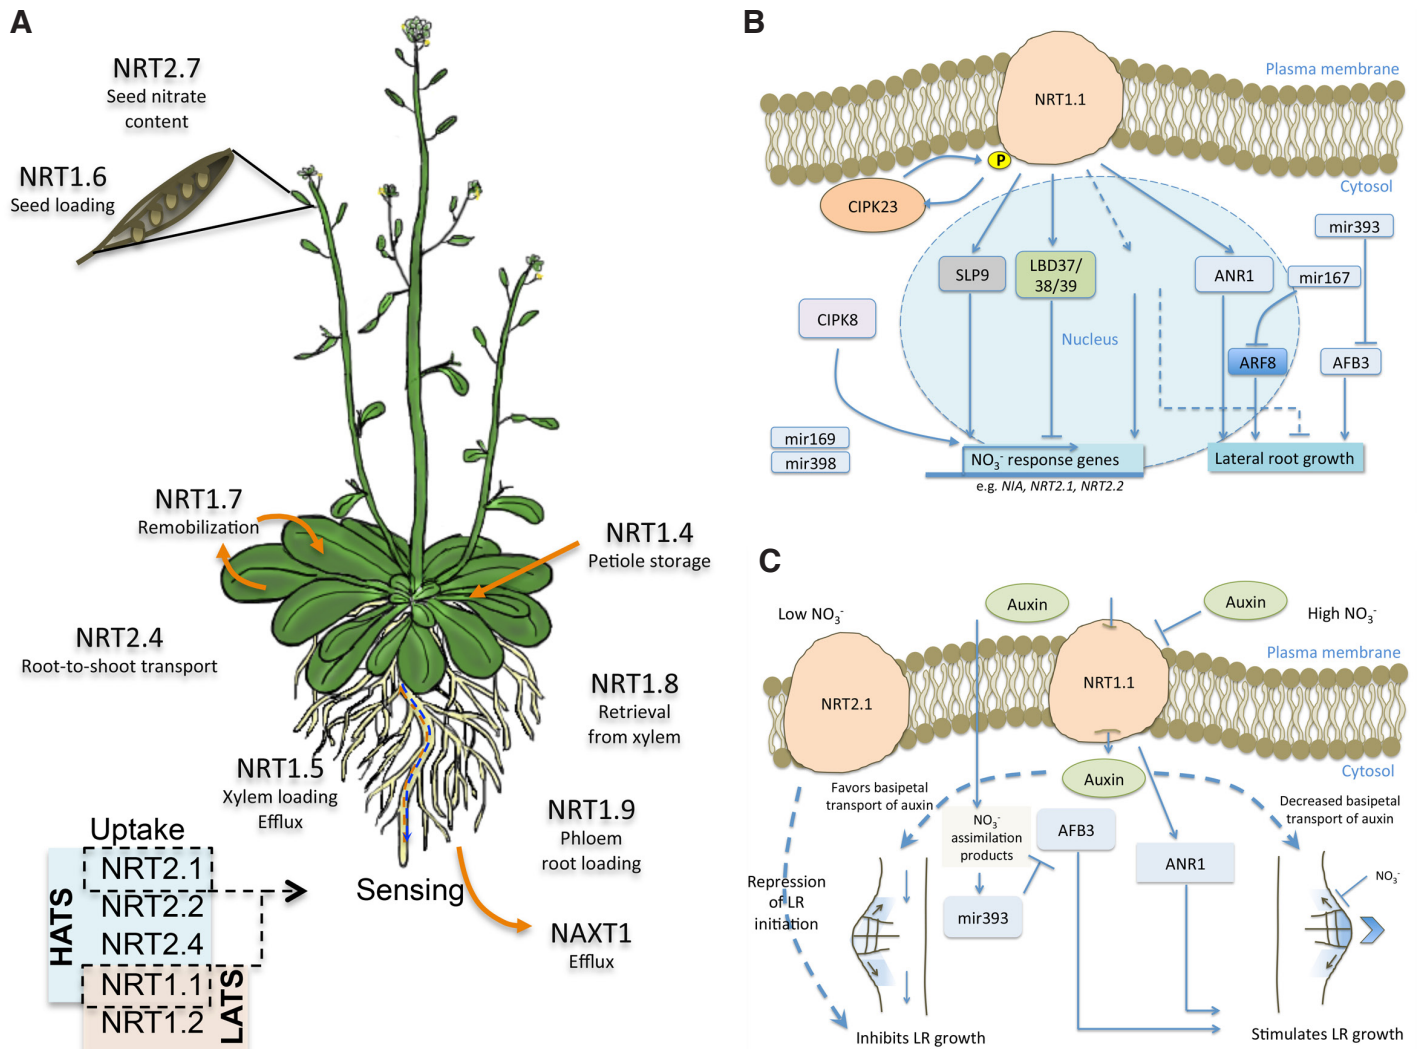 A
NRT2.7
Seed nitrate
content
NRT1.6
Seed loading
NRT1.7
Remobilization
NRT1.4
Petiole storage
NRT2.4
Root-to-shoot transport
NRT1.8
Retrieval
from xylem
NRT1.5
Xylem loading
Efflux
NRT1.9
Phloem
root loading
Uptake
NRT2.1
NRT2.2
NRT2.4
NRT1.1
NRT1.2
HATS
LATS
Sensing
NAXT1
Efflux
B
Plasma membrane
NRT1.1
P
Cytosol
CIPK23
mir393
SLP9
LBD37/
38/39
ANR1
mir167
CIPK8
Nucleus
ARF8
AFB3
mir169
mir398
NO3- response genes
Lateral root growth
e.g. NIA, NRT2.1, NRT2.2
C
Low NO3-
Auxin
Auxin
High NO3-
Plasma membrane
NRT2.1
NRT1.1
Cytosol
Auxin
Favors basipetal
transport of auxin
Decreased basipetal
transport of auxin
NO3-
assimilation
products
AFB3
ANR1
Repression
of LR
initiation
mir393
NO3-
Inhibits LR growth
Stimulates LR growth